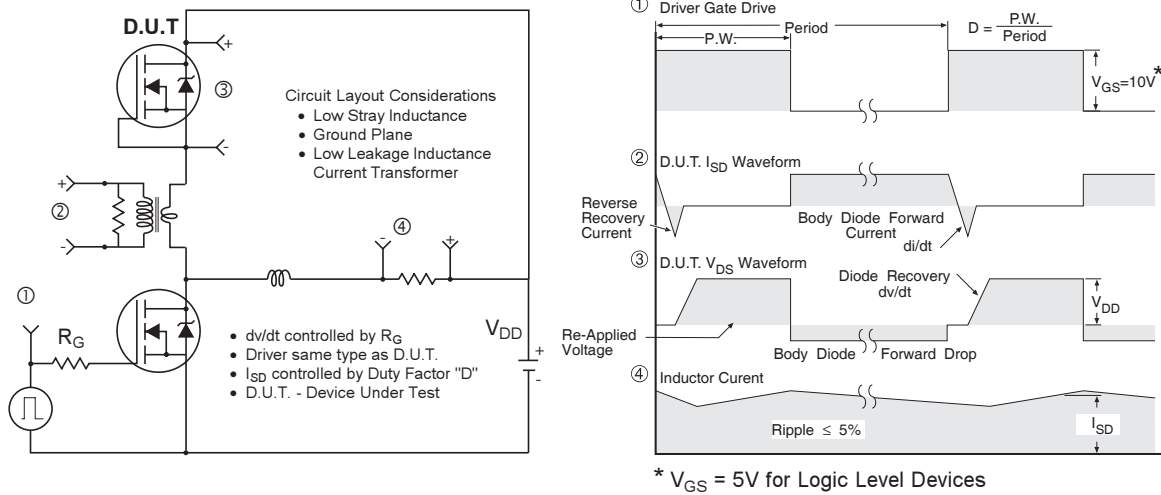 D.U.T
+
③
-
Circuit Layout Considerations
• Low Stray Inductance
• Ground Plane
• Low Leakage Inductance
Current Transformer
+
②
-
④
-
+
①
R_G
V_DD
+
-
• dv/dt controlled by R_G
• Driver same type as D.U.T.
• I_SD controlled by Duty Factor "D"
• D.U.T. - Device Under Test
① Driver Gate Drive
P.W.
Period
D = P.W. / Period
V_GS=10V*
② D.U.T. I_SD Waveform
Reverse
Recovery
Current
Body Diode Forward
Current
di/dt
③ D.U.T. V_DS Waveform
Diode Recovery
dv/dt
V_DD
Re-Applied
Voltage
Body Diode Forward Drop
④ Inductor Curent
Ripple ≤ 5%
I_SD
* V_GS = 5V for Logic Level Devices